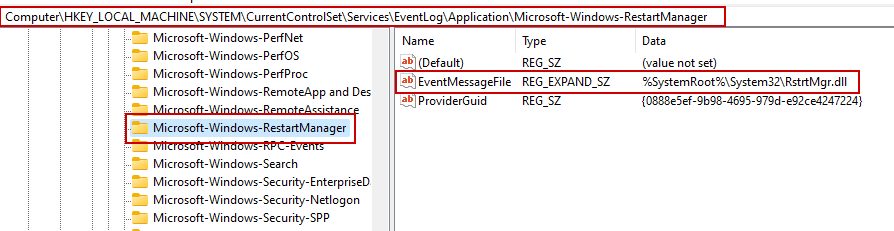 Computer\HKEY_LOCAL_MACHINE\SYSTEM\CurrentControlSet\Services\EventLog\Application\Microsoft-Windows-RestartManager
Microsoft-Windows-PerfNet
Microsoft-Windows-PerfOS
Microsoft-Windows-PerfProc
Microsoft-Windows-RemoteApp and Des
Microsoft-Windows-RemoteAssistance
Microsoft-Windows-RestartManager
Microsoft-Windows-RPC-Events
Microsoft-Windows-Search
Microsoft-Windows-Security-EnterpriseDa
Microsoft-Windows-Security-Netlogon
Microsoft-Windows-Security-SPP
Name Type Data
(Default) REG_SZ (value not set)
EventMessageFile REG_EXPAND_SZ %SystemRoot%\System32\RstrtMgr.dll
ProviderGuid REG_SZ {0888e5ef-9b98-4695-979d-e92ce4247224}